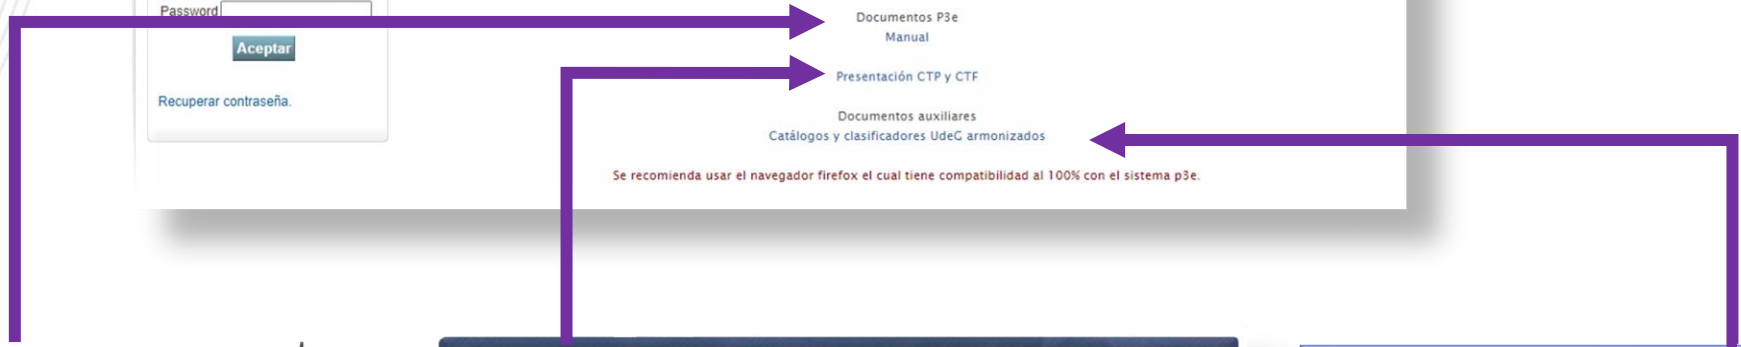 Password
Aceptar
Recuperar contraseña.
Documentos P3e
Manual
Presentación CTP y CTF
Documentos auxiliares
Catálogos y clasificadores UdeG armonizados
Se recomienda usar el navegador firefox el cual tiene compatibilidad al 100% con el sistema p3e.